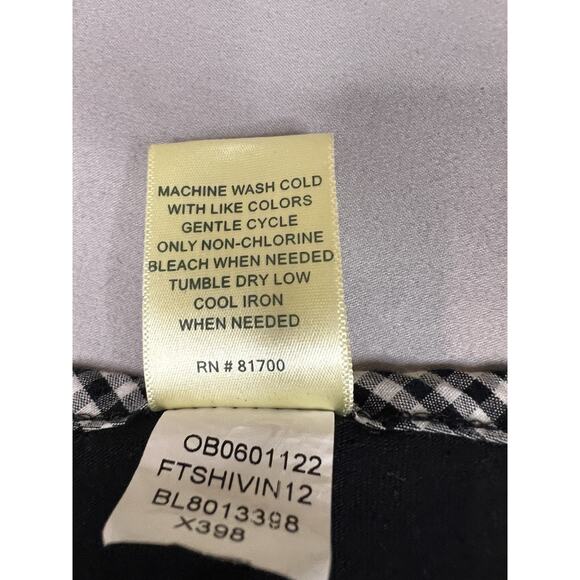 MACHINE WASH COLD
WITH LIKE COLORS
GENTLE CYCLE
ONLY NON-CHLORINE
BLEACH WHEN NEEDED
TUMBLE DRY LOW
COOL IRON
WHEN NEEDED
RN # 81700
OB0601122
FTSHIVIN12
BL8013398
X398